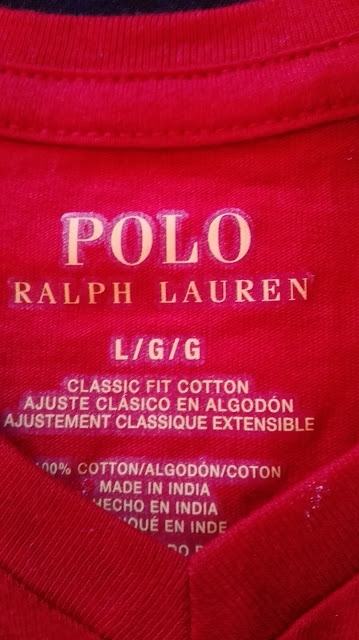 POLO
RALPH LAUREN
L/G/G
CLASSIC FIT COTTON
AJUSTE CLÁSICO EN ALGODÓN
AJUSTEMENT CLASSIQUE EXTENSIBLE
100% COTTON/ALGODÓN/COTON
MADE IN INDIA
HECHO EN INDIA
EN INDE